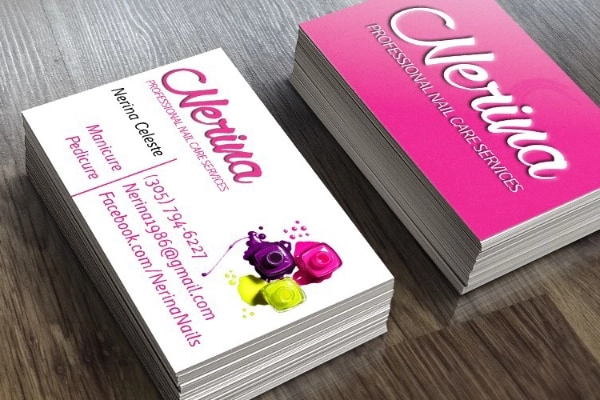 Nerina
PROFESSIONAL NAIL CARE SERVICES
Nerina Celeste
Manicure
Pedicure
(305) 794-6227
Nerina1986@gmail.com
Facebook.com/NerinaNails
Nerina
PROFESSIONAL NAIL CARE SERVICES